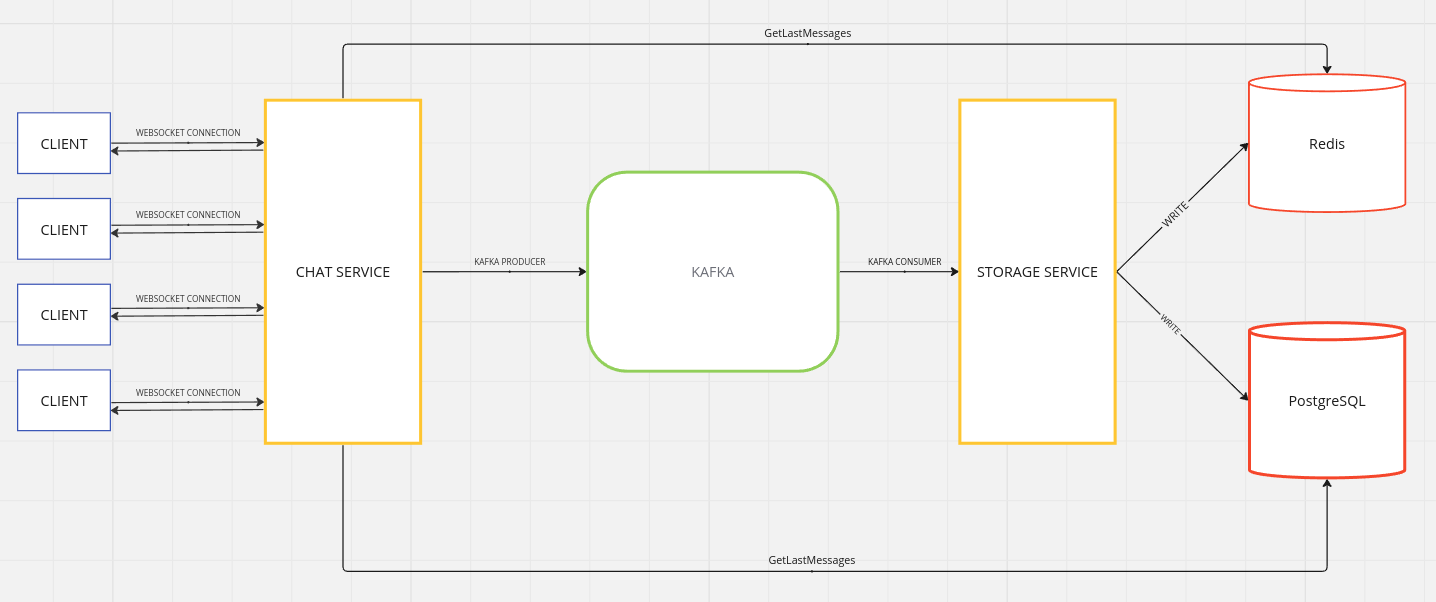 GetLastMessages
CLIENT
WEBSOCKET CONNECTION
CLIENT
WEBSOCKET CONNECTION
CLIENT
WEBSOCKET CONNECTION
CLIENT
WEBSOCKET CONNECTION
CHAT SERVICE
KAFKA PRODUCER
KAFKA
KAFKA CONSUMER
STORAGE SERVICE
WRITE
Redis
WRITE
PostgreSQL
GetLastMessages